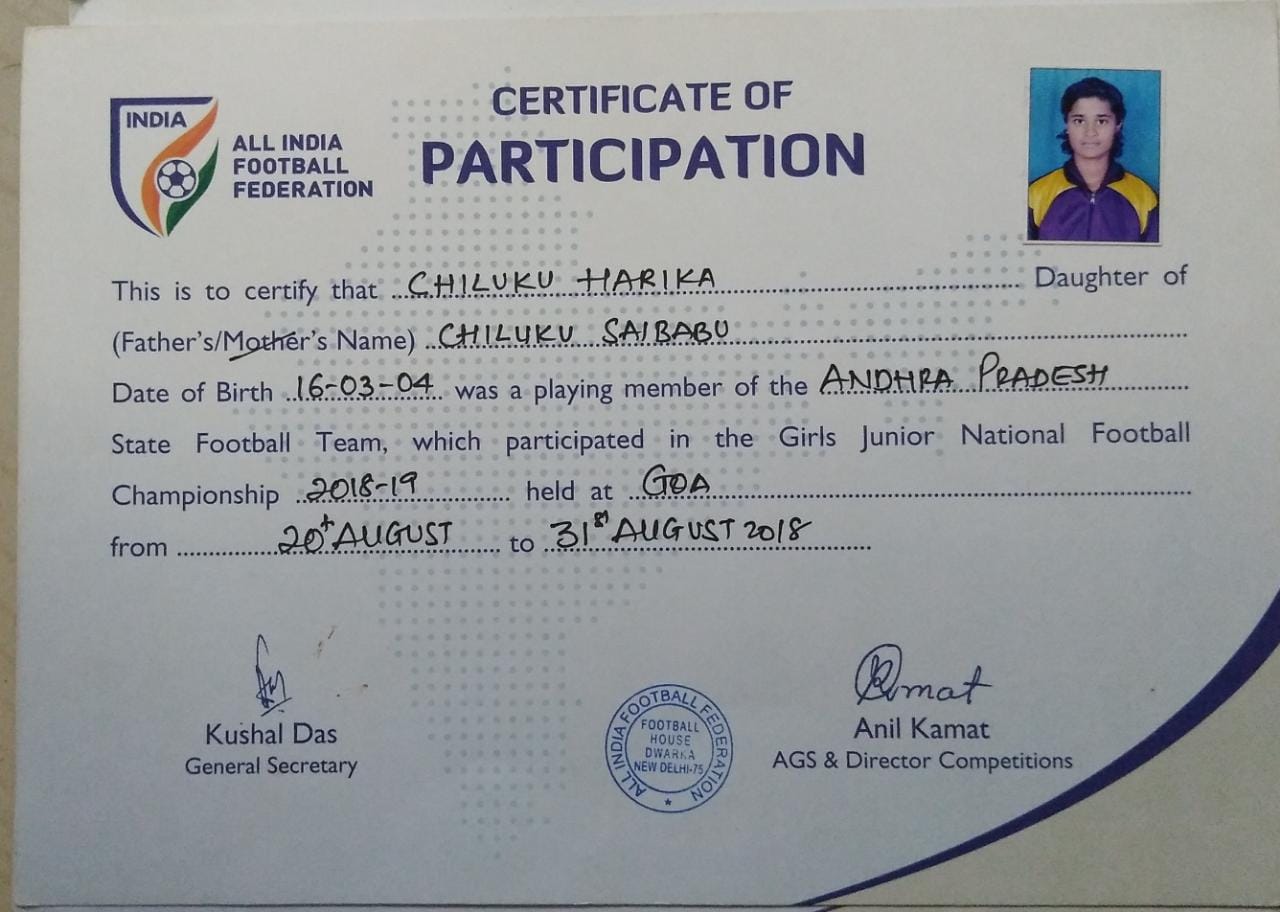 INDIA
ALL INDIA
FOOTBALL
FEDERATION
CERTIFICATE OF
PARTICIPATION
This is to certify that CHILUKU HARIKA Daughter of
(Father's/Mother's Name) CHILUKU SAIBABU
Date of Birth 16-03-04 was a playing member of the ANDHRA PRADESH
State Football Team, which participated in the Girls Junior National Football
Championship 2018-19 held at GOA
from 20th AUGUST to 31st AUGUST 2018
Kushal Das
General Secretary
ALL INDIA FOOTBALL FEDERATION
FOOTBALL
HOUSE
DWARKA
NEW DELHI-75
Kamat
Anil Kamat
AGS & Director Competitions